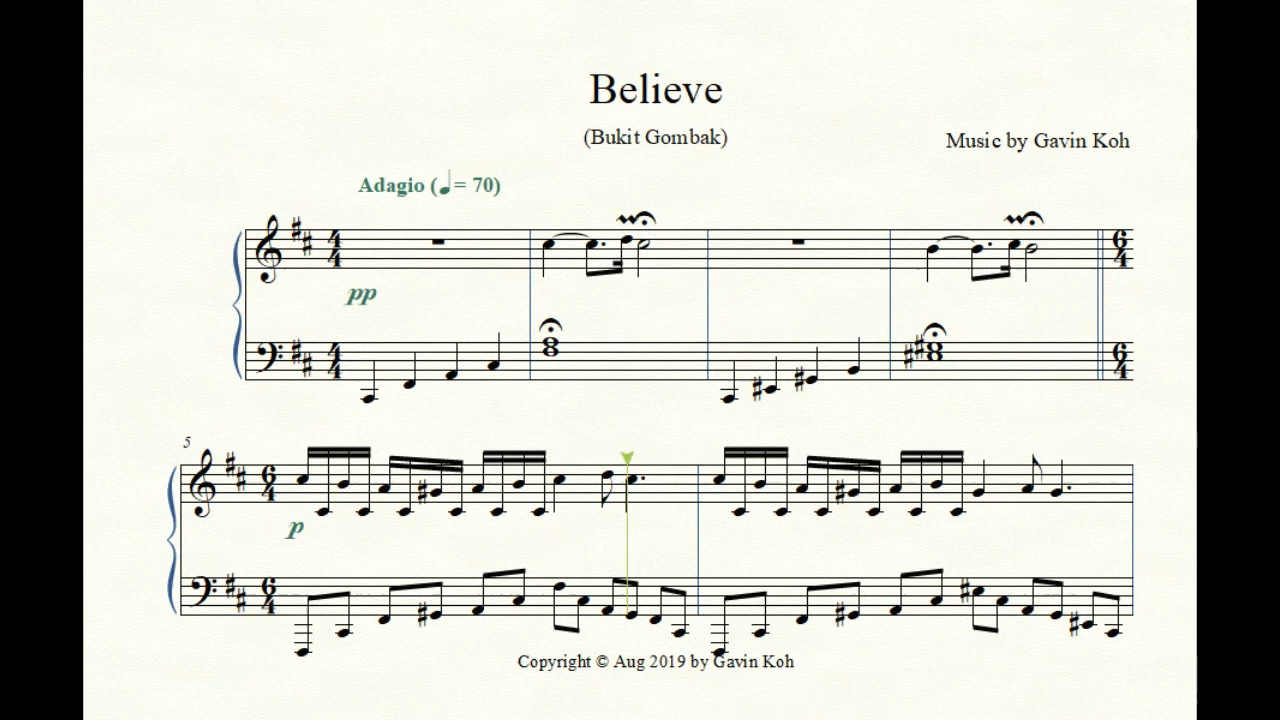 Believe
(Bukit Gombak)
Music by Gavin Koh
Adagio (♩= 70)
pp
5
p
Copyright © Aug 2019 by Gavin Koh